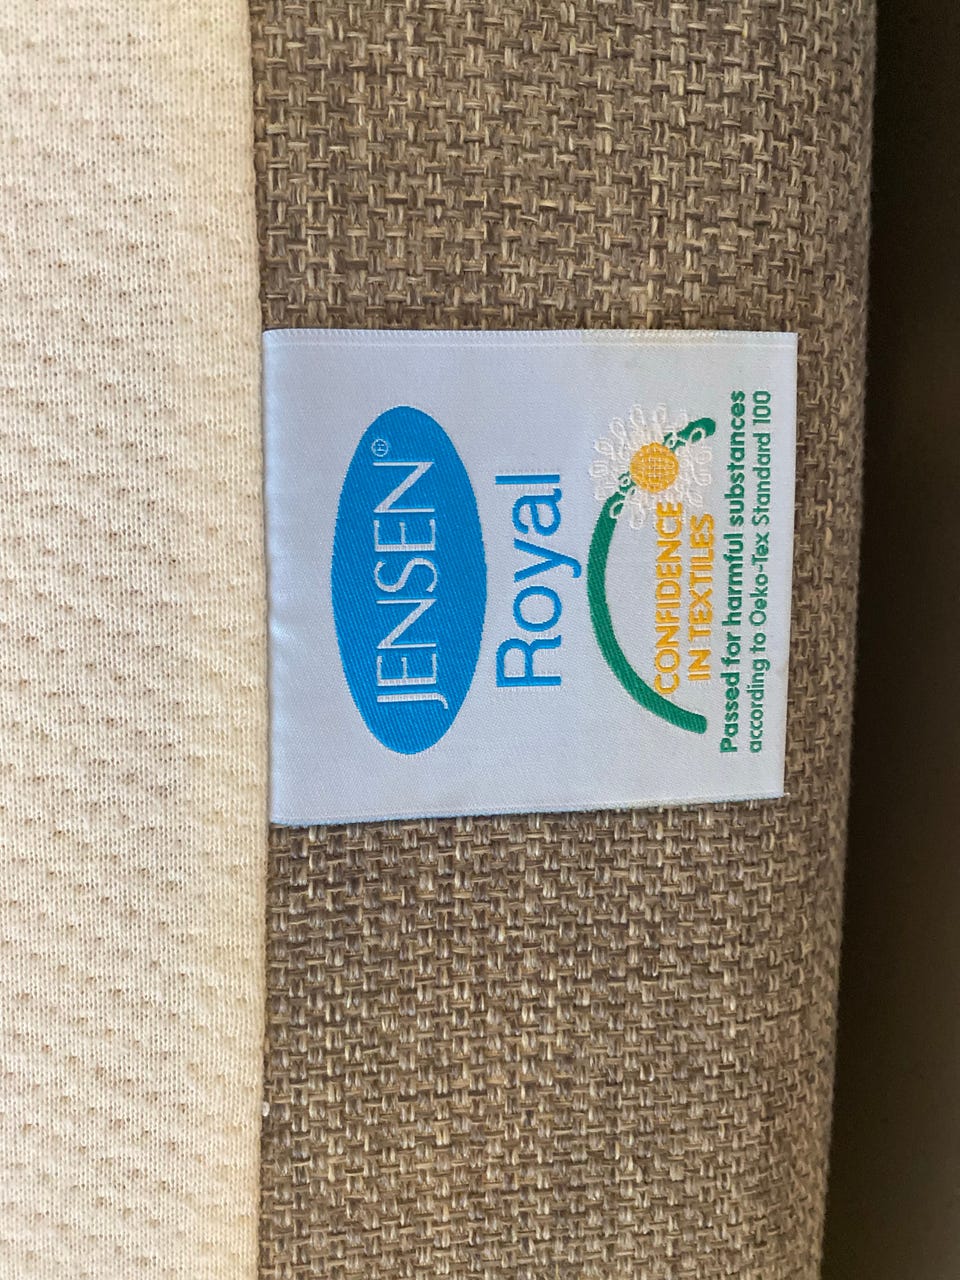 JENSEN®
Royal
CONFIDENCE
IN TEXTILES
Passed for harmful substances
according to Oeko-Tex Standard 100